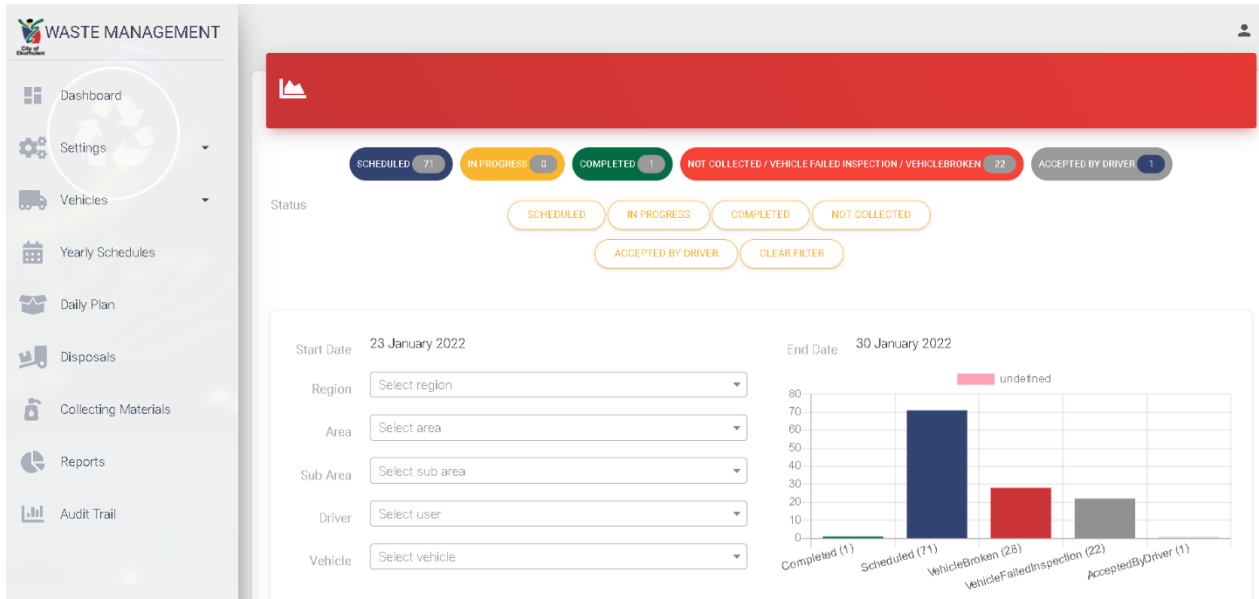 WASTE MANAGEMENT
City of
Ekurhuleni
Dashboard
Settings
Vehicles
Yearly Schedules
Daily Plan
Disposals
Collecting Materials
Reports
Audit Trail
SCHEDULED 71 IN PROGRESS 0 COMPLETED 1 NOT COLLECTED / VEHICLE FAILED INSPECTION / VEHICLEBROKEN 22 ACCEPTED BY DRIVER 1
Status
SCHEDULED IN PROGRESS COMPLETED NOT COLLECTED
ACCEPTED BY DRIVER CLEAR FILTER
Start Date 23 January 2022
Region Select region
Area Select area
Sub Area Select sub area
Driver Select user
Vehicle Select vehicle
End Date 30 January 2022
undefined
80
70
60
50
40
30
20
10
0
Completed (1) Scheduled (71) VehicleBroken (28) VehicleFailedInspection (22) AcceptedByDriver (1)